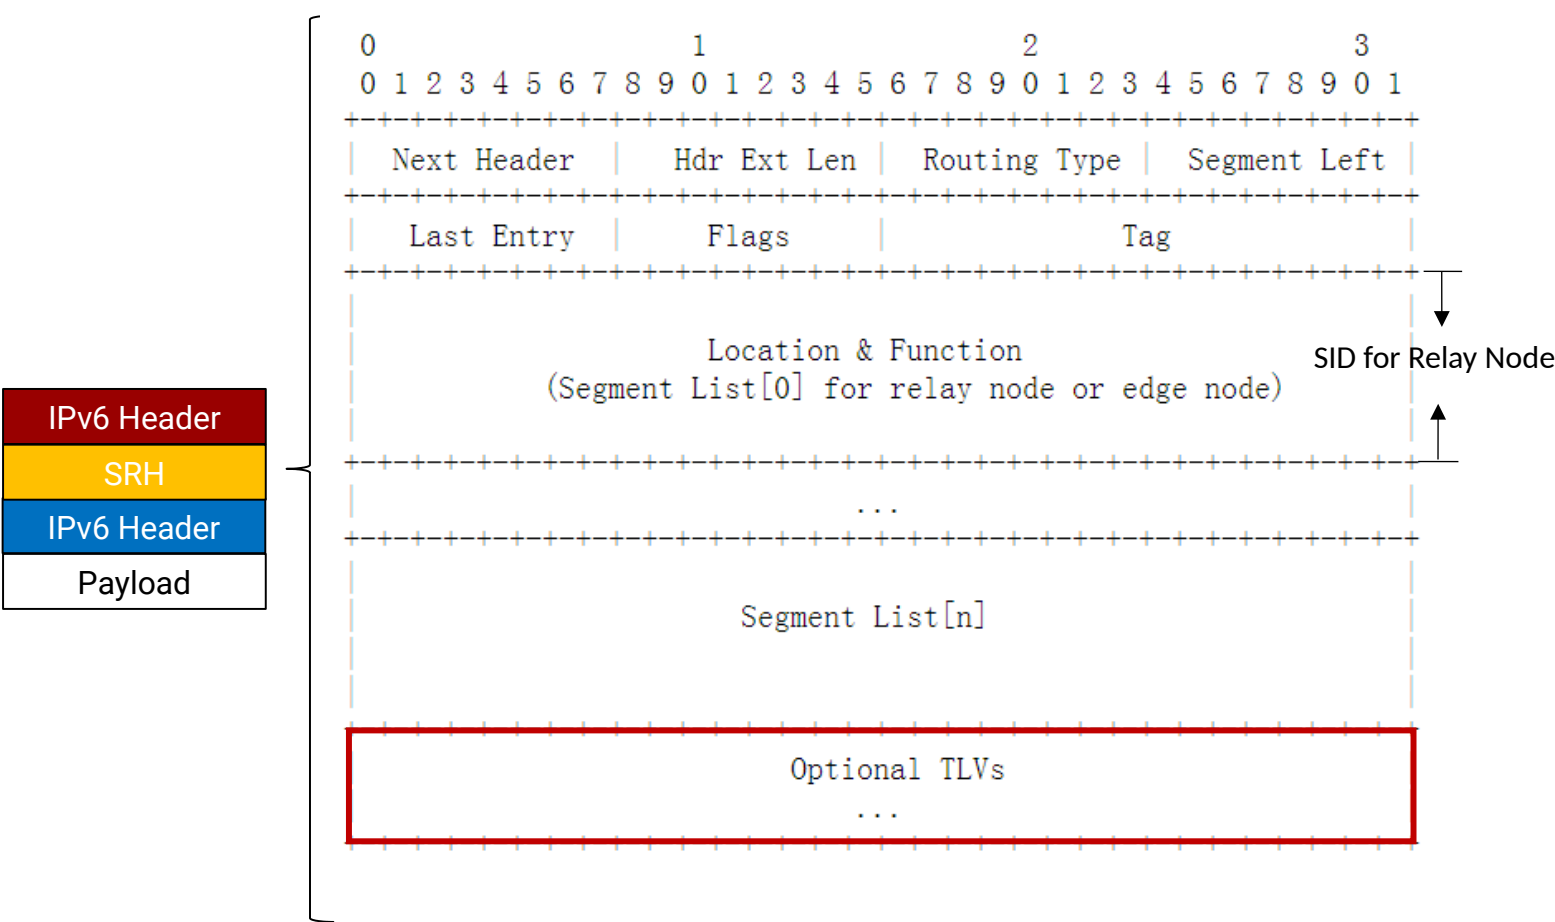 0 1 2 3
0 1 2 3 4 5 6 7 8 9 0 1 2 3 4 5 6 7 8 9 0 1 2 3 4 5 6 7 8 9 0 1
Next Header | Hdr Ext Len | Routing Type | Segment Left
Last Entry | Flags | Tag
Location & Function
(Segment List[0] for relay node or edge node)
SID for Relay Node
...
Segment List[n]
Optional TLVs
...
IPv6 Header
SRH
IPv6 Header
Payload